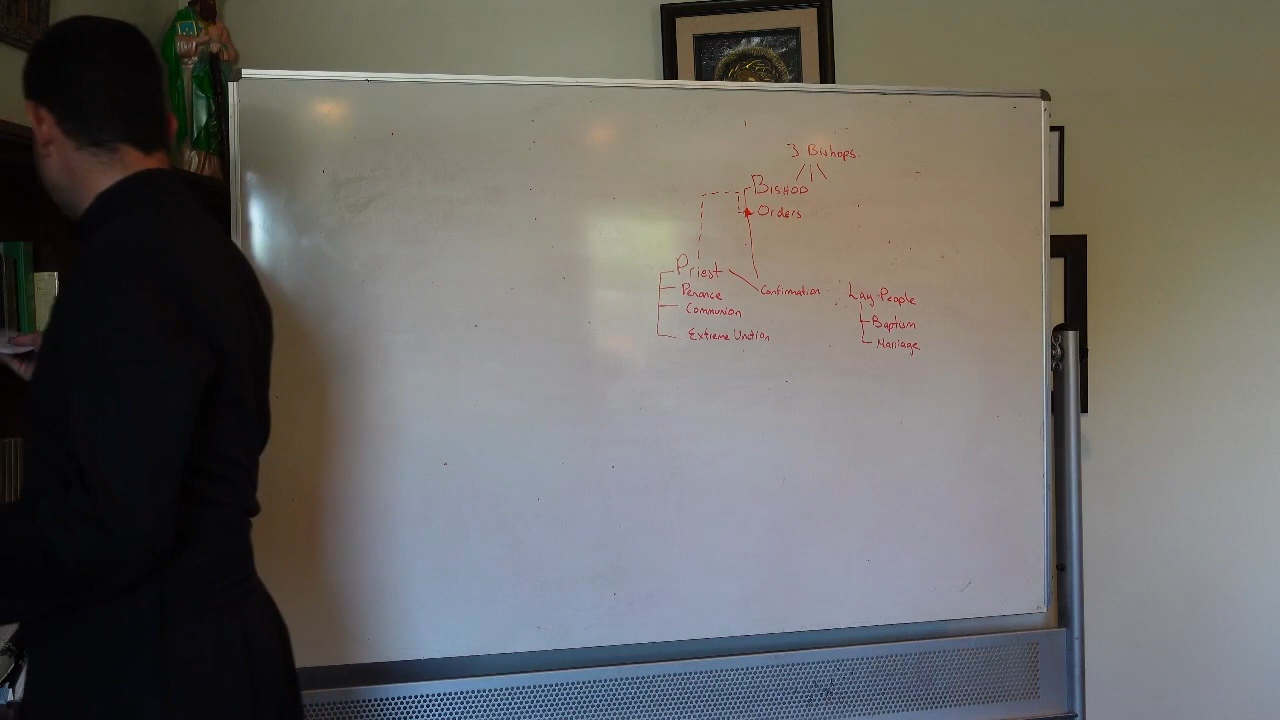 3 Bishops.
Bishop
Orders
Priest
Penance
Communion
Extreme Unction
Confirmation
Lay People
Baptism
Marriage